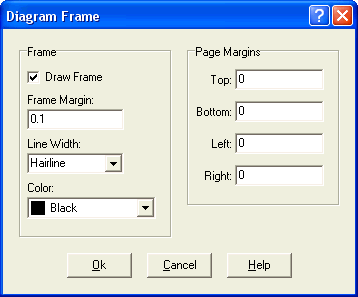 Diagram Frame
Frame
Draw Frame
Frame Margin:
0.1
Line Width:
Hairline
Color:
Black
Page Margins
Top: 0
Bottom: 0
Left: 0
Right: 0
Ok Cancel Help